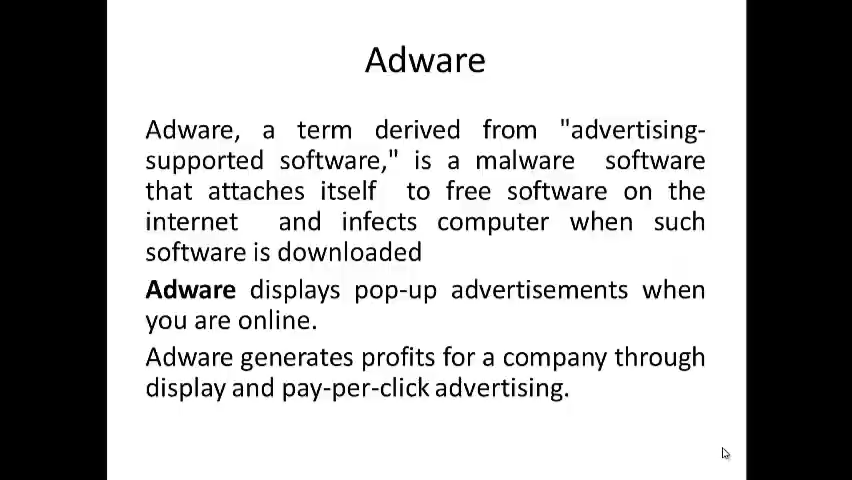 Adware
Adware, a term derived from "advertising-
supported software," is a malware software
that attaches itself to free software on the
internet and infects computer when such
software is downloaded
Adware displays pop-up advertisements when
you are online.
Adware generates profits for a company through
display and pay-per-click advertising.